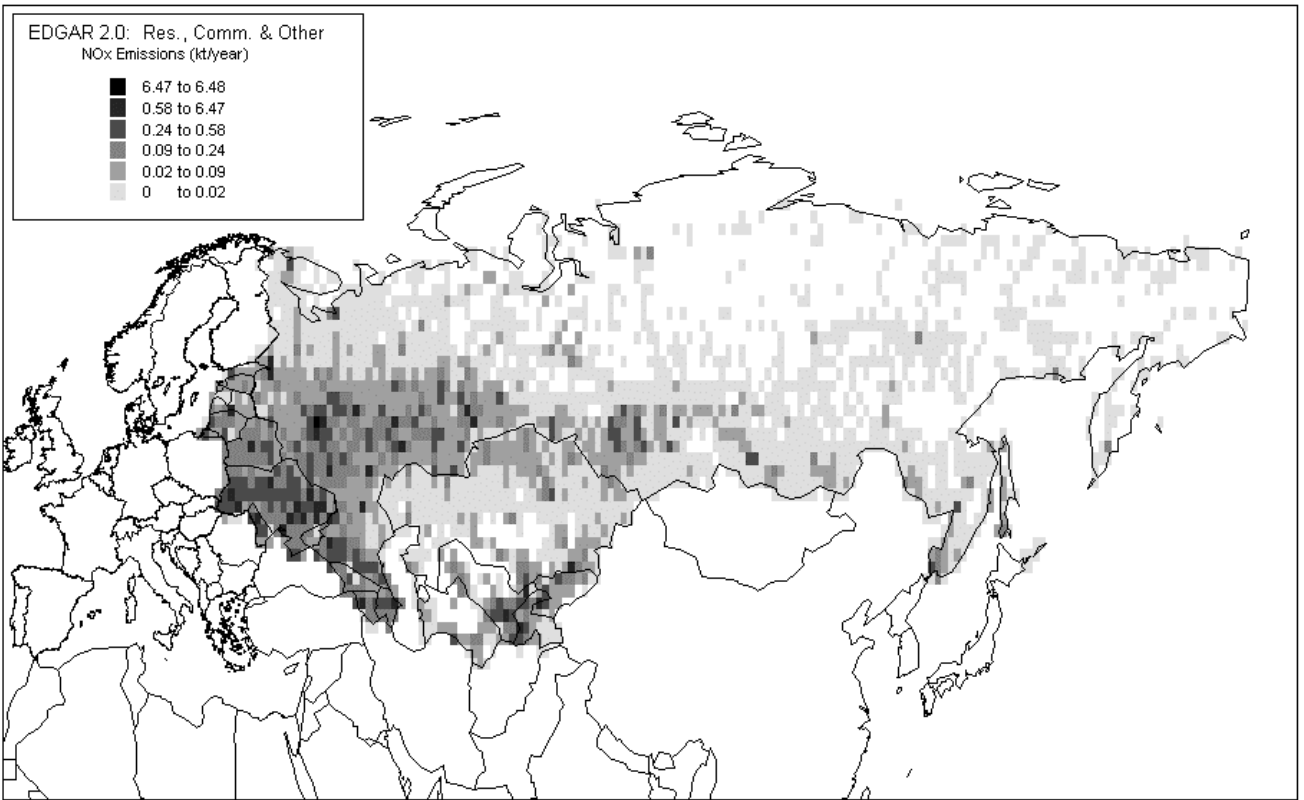 EDGAR 2.0: Res., Comm. & Other
NOx Emissions (kt/year)
6.47 to 6.48
0.58 to 6.47
0.24 to 0.58
0.09 to 0.24
0.02 to 0.09
0 to 0.02